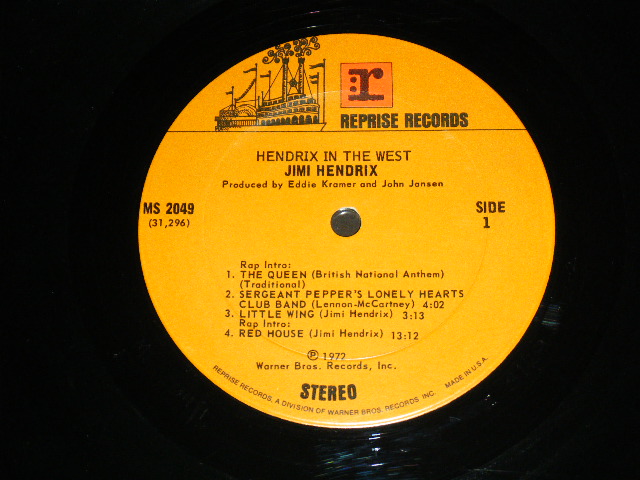 :r
REPRISE RECORDS
HENDRIX IN THE WEST
JIMI HENDRIX
Produced by Eddie Kramer and John Jansen
MS 2049
(31,296)
SIDE
1
Rap Intro:
1. THE QUEEN (British National Anthem)
(Traditional)
2. SERGEANT PEPPER'S LONELY HEARTS
CLUB BAND (Lennon-McCartney) 4:02
3. LITTLE WING (Jimi Hendrix) 3:13
Rap Intro:
4. RED HOUSE (Jimi Hendrix) 13:12
℗ 1972
Warner Bros. Records, Inc.
STEREO
REPRISE RECORDS, A DIVISION OF WARNER BROS. RECORDS INC. MADE IN U.S.A.